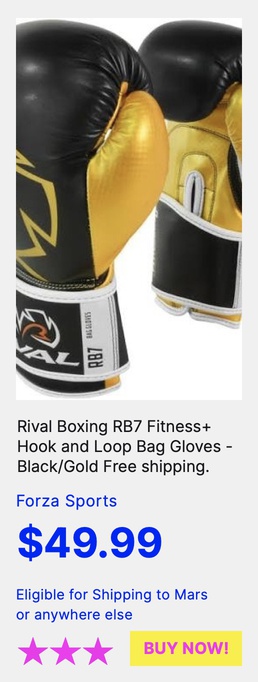 VAL
BAG GLOVES
RB7
Rival Boxing RB7 Fitness+
Hook and Loop Bag Gloves -
Black/Gold Free shipping.
Forza Sports
$49.99
Eligible for Shipping to Mars
or anywhere else
BUY NOW!